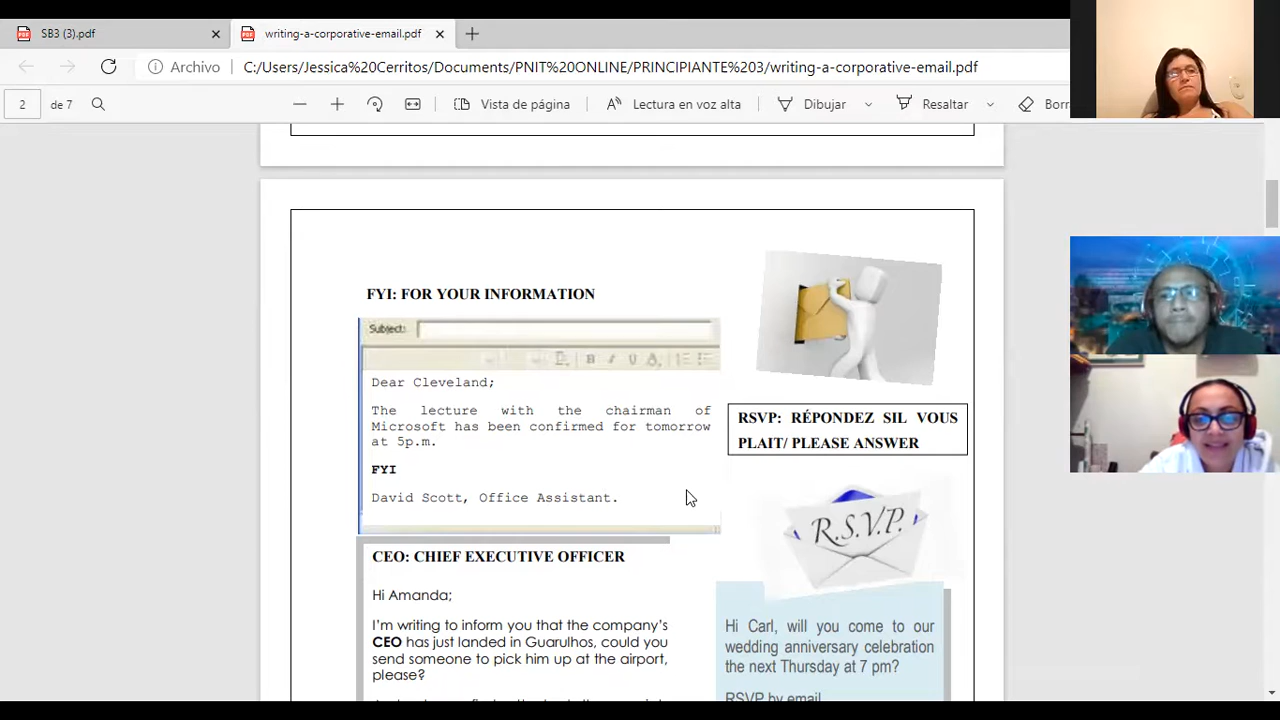 SB3 (3).pdf
writing-a-corporative-email.pdf
Archivo
C:/Users/Jessica%20Cerritos/Documents/PNIT%20ONLINE/PRINCIPIANTE%203/writing-a-corporative-email.pdf
2
de 7
Vista de página
Lectura en voz alta
Dibujar
Resaltar
Borr
FYI: FOR YOUR INFORMATION
Subject:
Dear Cleveland;
The lecture with the chairman of
Microsoft has been confirmed for tomorrow
at 5p.m.
FYI
David Scott, Office Assistant.
RSVP: RÉPONDEZ SIL VOUS
PLAIT/ PLEASE ANSWER
R.S.V.P.
CEO: CHIEF EXECUTIVE OFFICER
Hi Amanda;
I'm writing to inform you that the company's
CEO has just landed in Guarulhos, could you
send someone to pick him up at the airport,
please?
Hi Carl, will you come to our
wedding anniversary celebration
the next Thursday at 7 pm?
RSVP by email